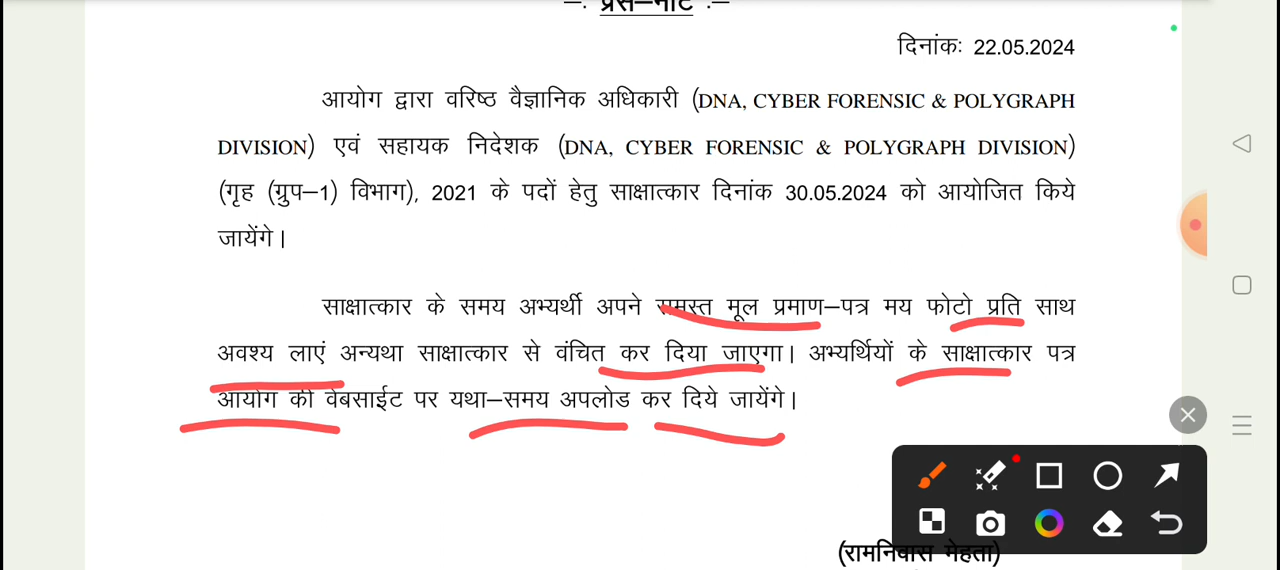 —: प्रेस—नोट :—
दिनांकः 22.05.2024
आयोग द्वारा वरिष्ठ वैज्ञानिक अधिकारी (DNA, CYBER FORENSIC & POLYGRAPH
DIVISION) एवं सहायक निदेशक (DNA, CYBER FORENSIC & POLYGRAPH DIVISION)
(गृह (ग्रुप—1) विभाग), 2021 के पदों हेतु साक्षात्कार दिनांक 30.05.2024 को आयोजित किये
जायेंगे।
साक्षात्कार के समय अभ्यर्थी अपने समस्त मूल प्रमाण—पत्र मय फोटो प्रति साथ
अवश्य लाएं अन्यथा साक्षात्कार से वंचित कर दिया जाएगा। अभ्यर्थियों के साक्षात्कार पत्र
आयोग की वेबसाईट पर यथा—समय अपलोड कर दिये जायेंगे।
(रामनिवास मेहता)